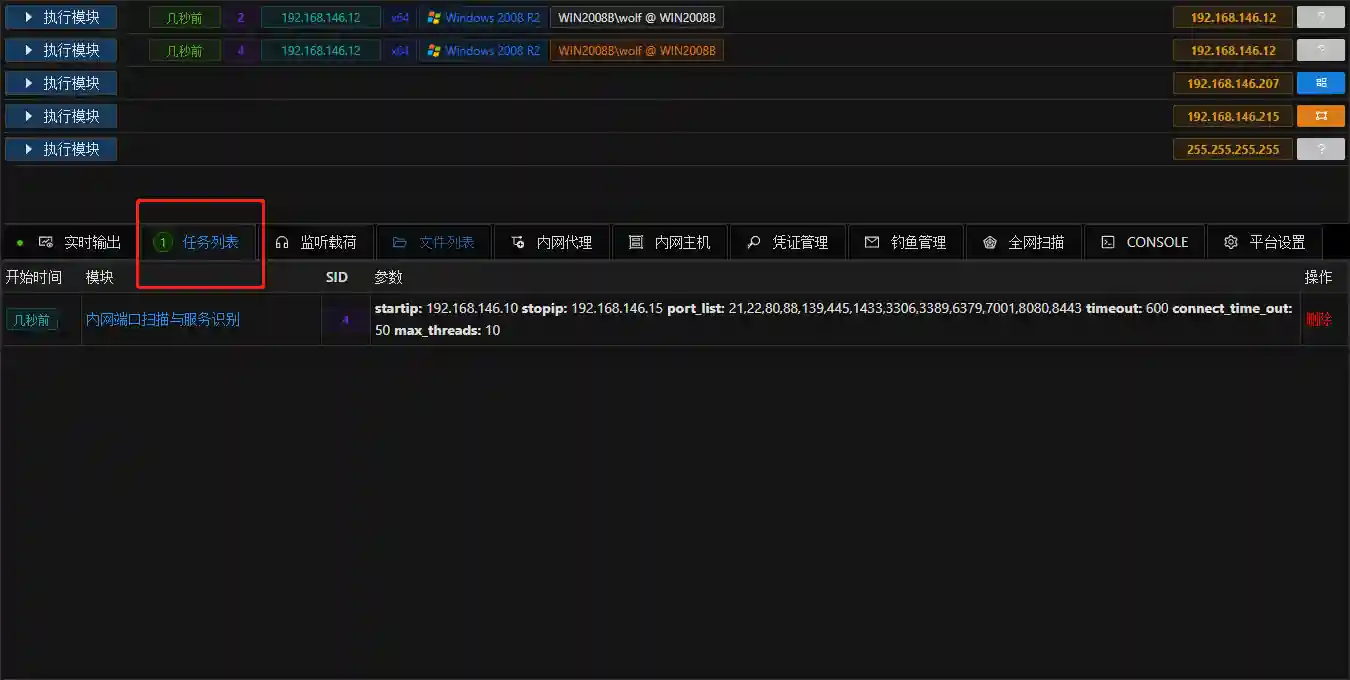 执行模块 几秒前 2 192.168.146.12 x64 Windows 2008 R2 WIN2008B\wolf @ WIN2008B 192.168.146.12 ?
执行模块 几秒前 4 192.168.146.12 x64 Windows 2008 R2 WIN2008B\wolf @ WIN2008B 192.168.146.12 ?
执行模块 192.168.146.207
执行模块 192.168.146.215
执行模块 255.255.255.255 ?
实时输出 1 任务列表 监听载荷 文件列表 内网代理 内网主机 凭证管理 钓鱼管理 全网扫描 CONSOLE 平台设置
开始时间 模块 SID 参数 操作
几秒前 内网端口扫描与服务识别 4 startip: 192.168.146.10 stopip: 192.168.146.15 port_list: 21,22,80,88,139,445,1433,3306,3389,6379,7001,8080,8443 timeout: 600 connect_time_out: 删除
50 max_threads: 10